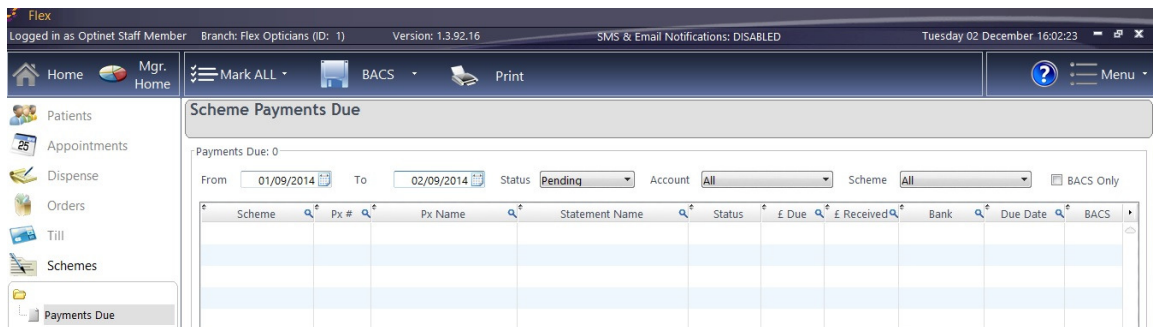 Flex
Logged in as Optinet Staff Member Branch: Flex Opticians (ID: 1) Version: 1.3.92.16 SMS & Email Notifications: DISABLED Tuesday 02 December 16:02:23
Home Mgr. Home Mark ALL BACS Print ? Menu
Patients
Scheme Payments Due
25 Appointments
Payments Due: 0
Dispense
From 01/09/2014 To 02/09/2014 Status Pending Account All Scheme All BACS Only
Orders
Scheme Px # Px Name Statement Name Status £ Due £ Received Bank Due Date BACS
Till
Schemes
Payments Due